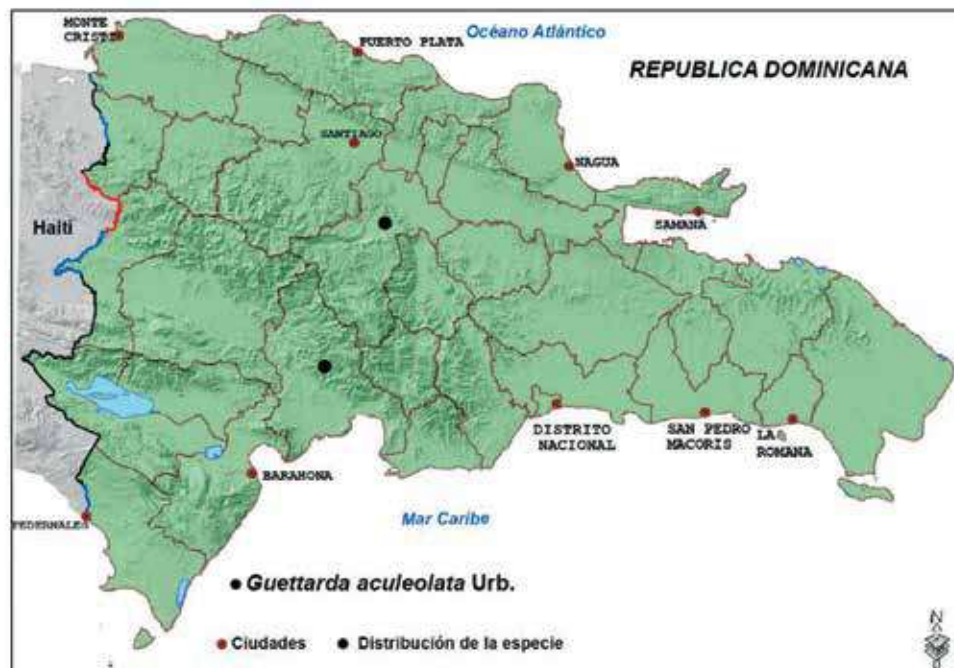 MONTE
CRISTI
PUERTO PLATA
Océano Atlántico
REPUBLICA DOMINICANA
SANTIAGO
NAGUA
SAMANA
Haití
DISTRITO
NACIONAL
SAN PEDRO
MACORIS
LA
ROMANA
BARAHONA
PEDERNALES
Mar Caribe
Guettarda aculeolata Urb.
Ciudades
Distribución de la especie
N